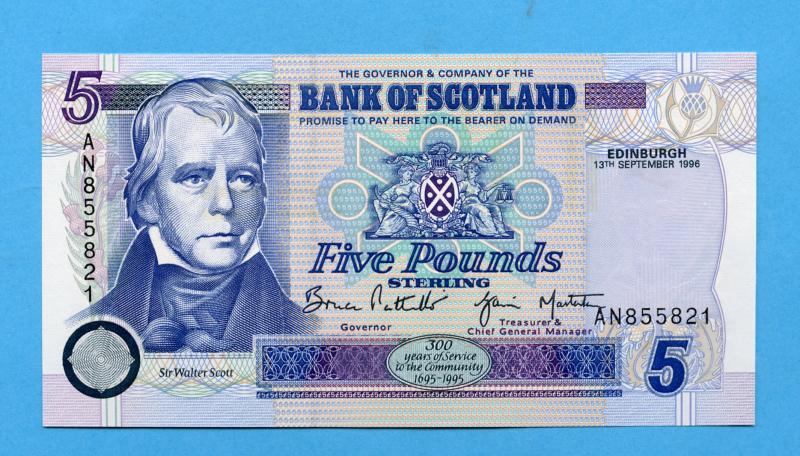 5
THE GOVERNOR & COMPANY OF THE
BANK OF SCOTLAND
PROMISE TO PAY HERE TO THE BEARER ON DEMAND
AN855821
EDINBURGH
13TH SEPTEMBER 1996
Five Pounds
STERLING
Governor
Treasurer &
Chief General Manager
AN855821
300
years of Service
to the Community
1695-1995
Sir Walter Scott
5